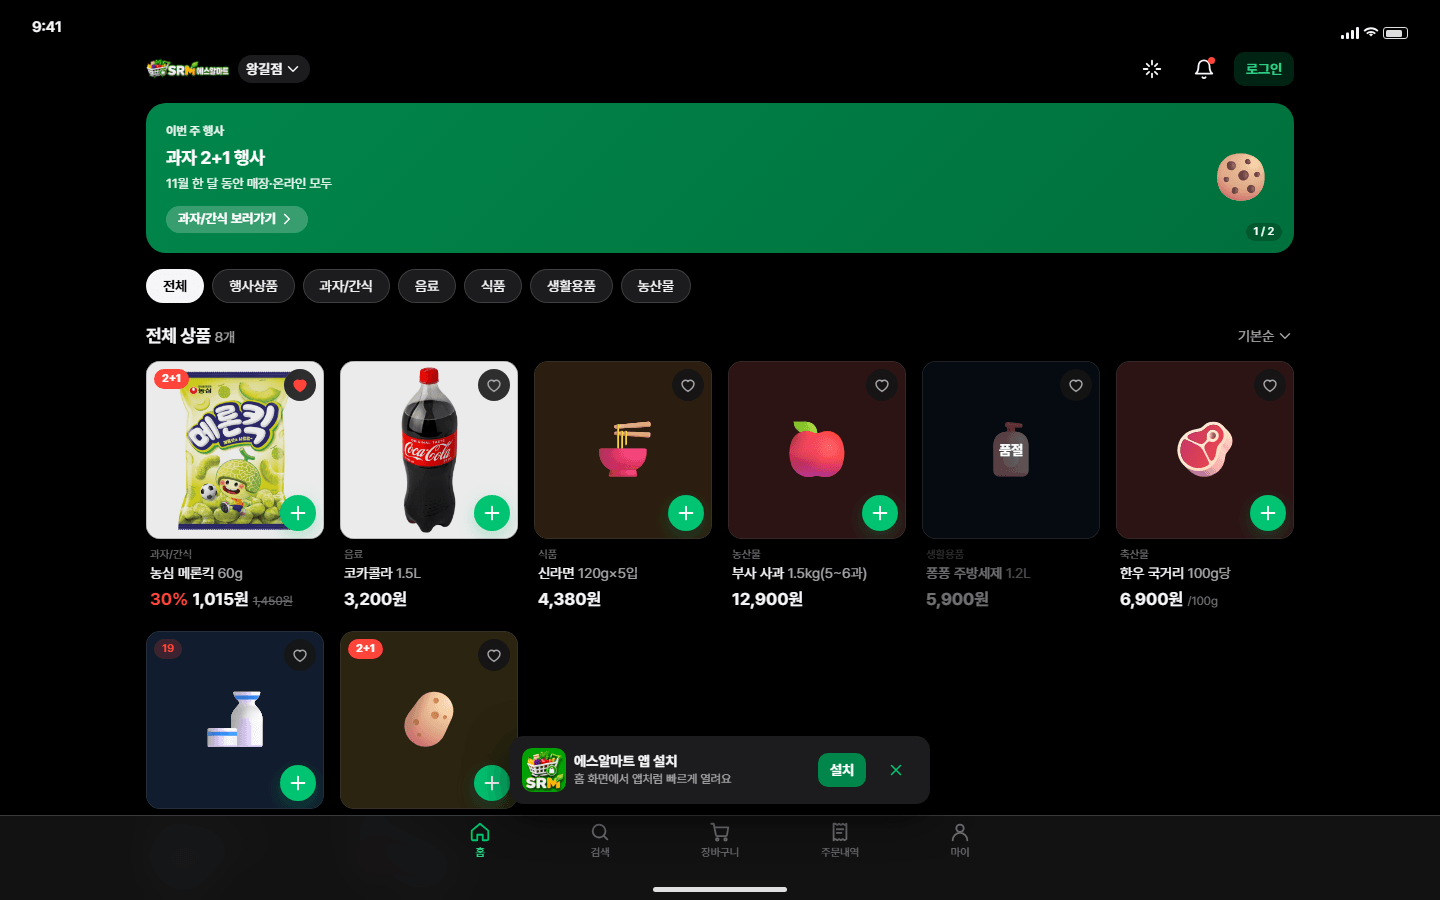 9:41
SRM 에스알마트
왕길점
로그인
이번 주 행사
과자 2+1 행사
11월 한 달 동안 매장·온라인 모두
과자/간식 보러가기
1 / 2
전체
행사상품
과자/간식
음료
식품
생활용품
농산물
전체 상품 8개
기본순
2+1
농심
메론킥
Coca-Cola
품절
과자/간식
농심 메론킥 60g
30% 1,015원 1,450원
음료
코카콜라 1.5L
3,200원
식품
신라면 120g×5입
4,380원
농산물
부사 사과 1.5kg(5~6과)
12,900원
생활용품
퐁퐁 주방세제 1.2L
5,900원
축산물
한우 국거리 100g당
6,900원 /100g
19
2+1
SRM
에스알마트 앱 설치
홈 화면에서 앱처럼 빠르게 열려요
설치
홈
검색
장바구니
주문내역
마이